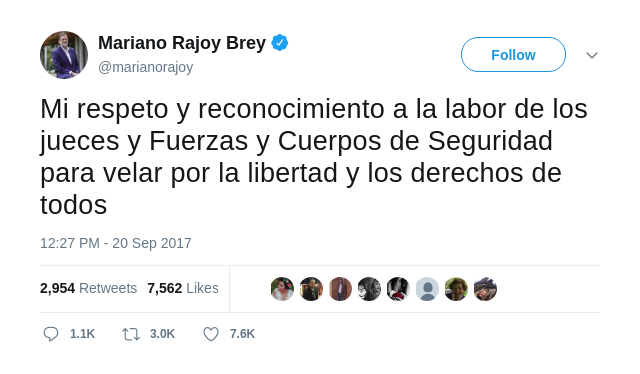 Mariano Rajoy Brey
@marianorajoy
Follow
Mi respeto y reconocimiento a la labor de los
jueces y Fuerzas y Cuerpos de Seguridad
para velar por la libertad y los derechos de
todos
12:27 PM - 20 Sep 2017
2,954 Retweets 7,562 Likes
1.1K 3.0K 7.6K